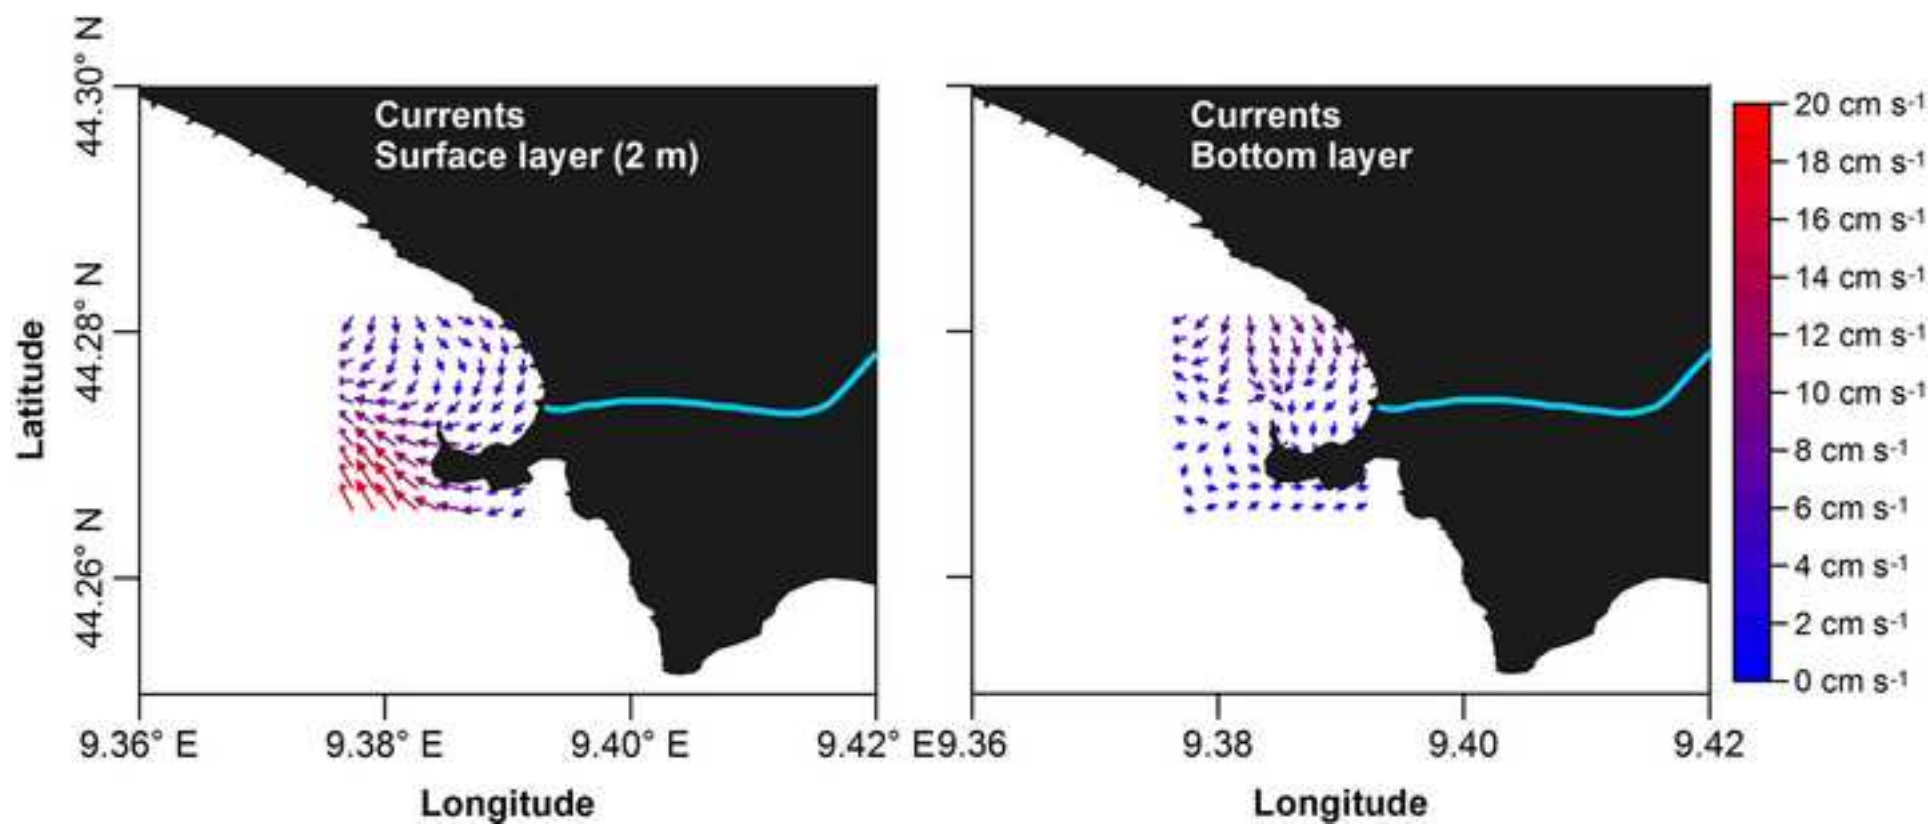 Currents
Surface layer (2 m)
Currents
Bottom layer
Latitude
44.30° N
44.28° N
44.26° N
9.36° E
9.38° E
9.40° E
9.42° E
9.36
9.38
9.40
9.42
Longitude
Longitude
20 cm s-1
18 cm s-1
16 cm s-1
14 cm s-1
12 cm s-1
10 cm s-1
8 cm s-1
6 cm s-1
4 cm s-1
2 cm s-1
0 cm s-1